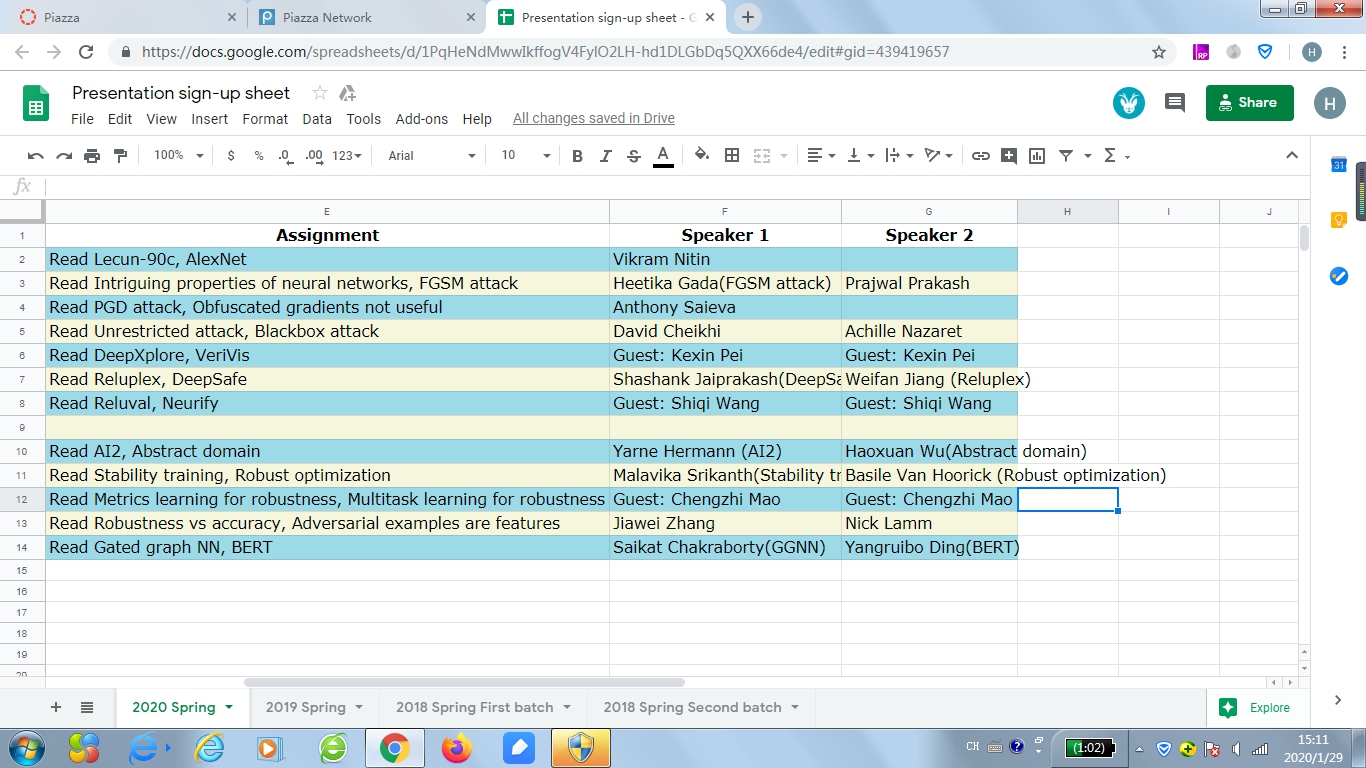 Piazza
Piazza Network
Presentation sign-up sheet - G
https://docs.google.com/spreadsheets/d/1PqHeNdMwwIkffogV4FylO2LH-hd1DLGbDq5QXX66de4/edit#gid=439419657
RP
H
Presentation sign-up sheet
File Edit View Insert Format Data Tools Add-ons Help All changes saved in Drive
Share
H
100% $ % .0 .00 123 Arial 10 B I S A Σ
31
fx
E F G H I J
1 Assignment Speaker 1 Speaker 2
2 Read Lecun-90c, AlexNet Vikram Nitin
3 Read Intriguing properties of neural networks, FGSM attack Heetika Gada(FGSM attack) Prajwal Prakash
4 Read PGD attack, Obfuscated gradients not useful Anthony Saieva
5 Read Unrestricted attack, Blackbox attack David Cheikhi Achille Nazaret
6 Read DeepXplore, VeriVis Guest: Kexin Pei Guest: Kexin Pei
7 Read Reluplex, DeepSafe Shashank Jaiprakash(DeepSa Weifan Jiang (Reluplex)
8 Read Reluval, Neurify Guest: Shiqi Wang Guest: Shiqi Wang
9
10 Read AI2, Abstract domain Yarne Hermann (AI2) Haoxuan Wu(Abstract domain)
11 Read Stability training, Robust optimization Malavika Srikanth(Stability tr Basile Van Hoorick (Robust optimization)
12 Read Metrics learning for robustness, Multitask learning for robustness Guest: Chengzhi Mao Guest: Chengzhi Mao
13 Read Robustness vs accuracy, Adversarial examples are features Jiawei Zhang Nick Lamm
14 Read Gated graph NN, BERT Saikat Chakraborty(GGNN) Yangruibo Ding(BERT)
15
16
17
18
19
20
2020 Spring 2019 Spring 2018 Spring First batch 2018 Spring Second batch
Explore
CH
(1:02)
15:11
2020/1/29